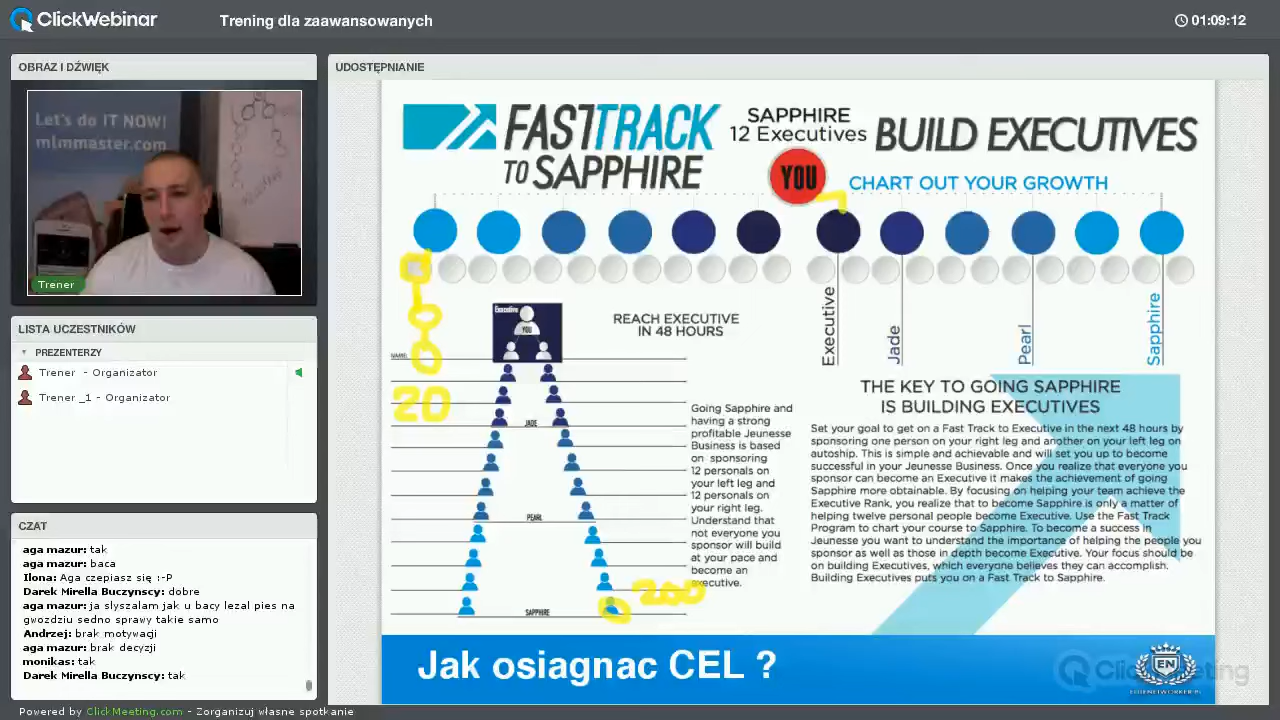 ClickWebinar
Trening dla zaawansowanych
01:09:12
OBRAZ I DŹWIĘK
Let's do IT NOW!
mlmmaster.com
Trener
LISTA UCZESTNIKÓW
PREZENTERZY
Trener - Organizator
Trener _1 - Organizator
CZAT
aga mazur: tak
aga mazur: baca
Ilona: Aga czepiasz się :-P
Darek Mirella Buczynscy: dobre
aga mazur: ja slyszalam jak u bacy lezal pies na
gwozdziu sedno sprawy takie samo
Andrzej: brak motywacji
aga mazur: brak decyzji
monikas: tak
Darek Mirella Buczynscy: tak
UDOSTĘPNIANIE
FAST TRACK
TO SAPPHIRE
SAPPHIRE
12 Executives
BUILD EXECUTIVES
YOU
CHART OUT YOUR GROWTH
Executive
Jade
Pearl
Sapphire
Executive
YOU
REACH EXECUTIVE
IN 48 HOURS
20
JADE
PEARL
SAPPHIRE
200
Going Sapphire and
having a strong
profitable Jeunesse
Business is based
on sponsoring
12 personals on
your left leg and
12 personals on
your right leg.
Understand that
not everyone you
sponsor will build
at your pace and
become an
executive.
THE KEY TO GOING SAPPHIRE
IS BUILDING EXECUTIVES
Set your goal to get on a Fast Track to Executive in the next 48 hours by
sponsoring one person on your right leg and another on your left leg on
autoship. This is simple and achievable and will set you up to become
successful in your Jeunesse Business. Once you realize that everyone you
sponsor can become an Executive it makes the achievement of going
Sapphire more obtainable. By focusing on helping your team achieve the
Executive Rank, you realize that to become Sapphire is only a matter of
helping twelve personal people become Executive. Use the Fast Track
Program to chart your course to Sapphire. To become a success in
Jeunesse you want to understand the importance of helping the people you
sponsor as well as those in depth become Executive. Your focus should be
on building Executives, which everyone believes they can accomplish.
Building Executives puts you on a Fast Track to Sapphire.
Jak osiagnac CEL ?
ClickMeeting
EN
ELITENETWORKER.PL
Powered by ClickMeeting.com - Zorganizuj własne spotkanie